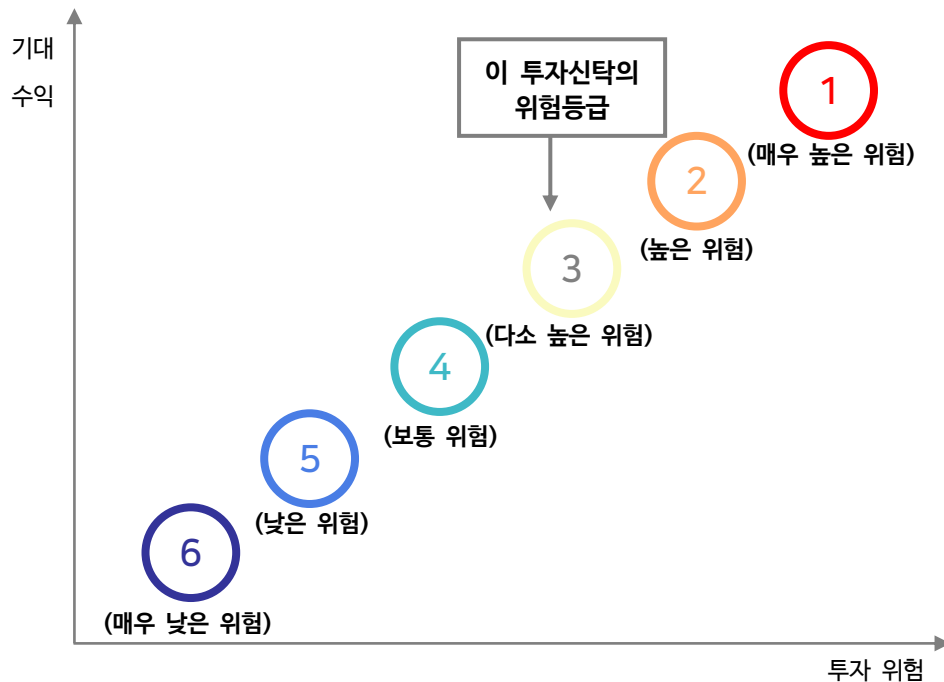 기대
수익
이 투자신탁의
위험등급
1
(매우 높은 위험)
2
(높은 위험)
3
(다소 높은 위험)
4
(보통 위험)
5
(낮은 위험)
6
(매우 낮은 위험)
투자 위험